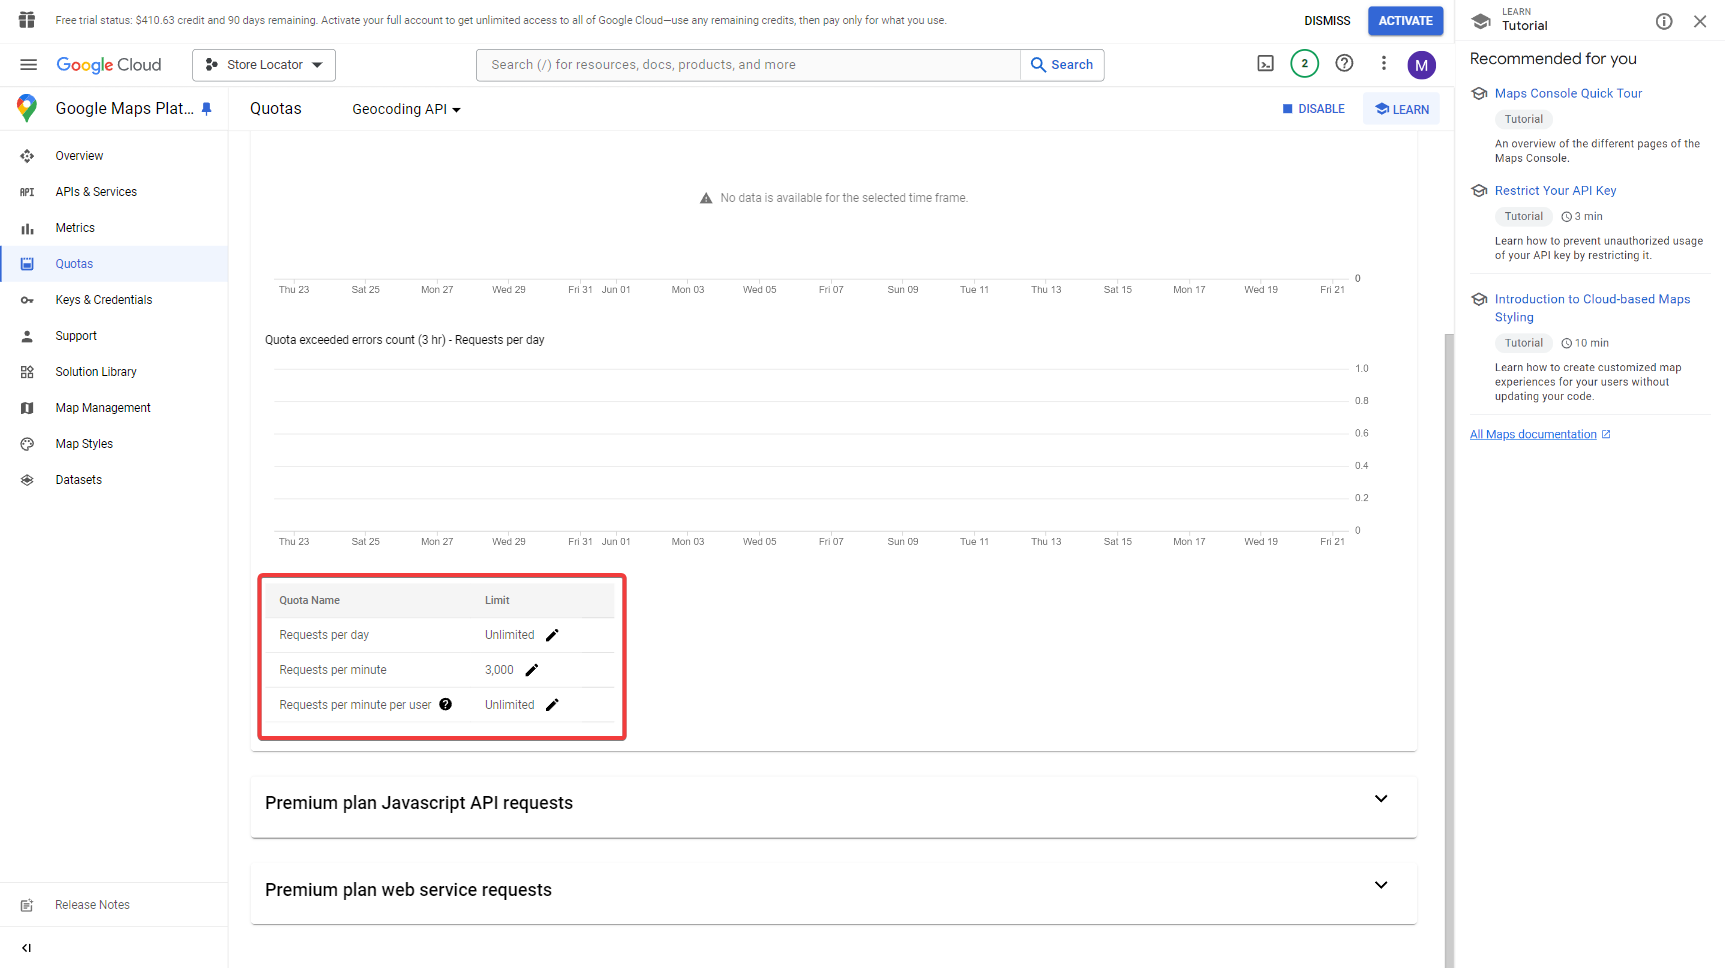 Free trial status: $410.63 credit and 90 days remaining. Activate your full account to get unlimited access to all of Google Cloud—use any remaining credits, then pay only for what you use.
DISMISS
ACTIVATE
LEARN
Tutorial
Google Cloud
Store Locator
Search (/) for resources, docs, products, and more
Search
2
M
Google Maps Plat...
Quotas
Geocoding API
DISABLE
LEARN
Overview
API APIs & Services
Metrics
Quotas
Keys & Credentials
Support
Solution Library
Map Management
Map Styles
Datasets
Release Notes
No data is available for the selected time frame.
0
Thu 23 Sat 25 Mon 27 Wed 29 Fri 31 Jun 01 Mon 03 Wed 05 Fri 07 Sun 09 Tue 11 Thu 13 Sat 15 Mon 17 Wed 19 Fri 21
Quota exceeded errors count (3 hr) - Requests per day
1.0
0.8
0.6
0.4
0.2
0
Thu 23 Sat 25 Mon 27 Wed 29 Fri 31 Jun 01 Mon 03 Wed 05 Fri 07 Sun 09 Tue 11 Thu 13 Sat 15 Mon 17 Wed 19 Fri 21
Quota Name Limit
Requests per day Unlimited
Requests per minute 3,000
Requests per minute per user Unlimited
Premium plan Javascript API requests
Premium plan web service requests
Recommended for you
Maps Console Quick Tour
Tutorial
An overview of the different pages of the
Maps Console.
Restrict Your API Key
Tutorial 3 min
Learn how to prevent unauthorized usage
of your API key by restricting it.
Introduction to Cloud-based Maps
Styling
Tutorial 10 min
Learn how to create customized map
experiences for your users without
updating your code.
All Maps documentation